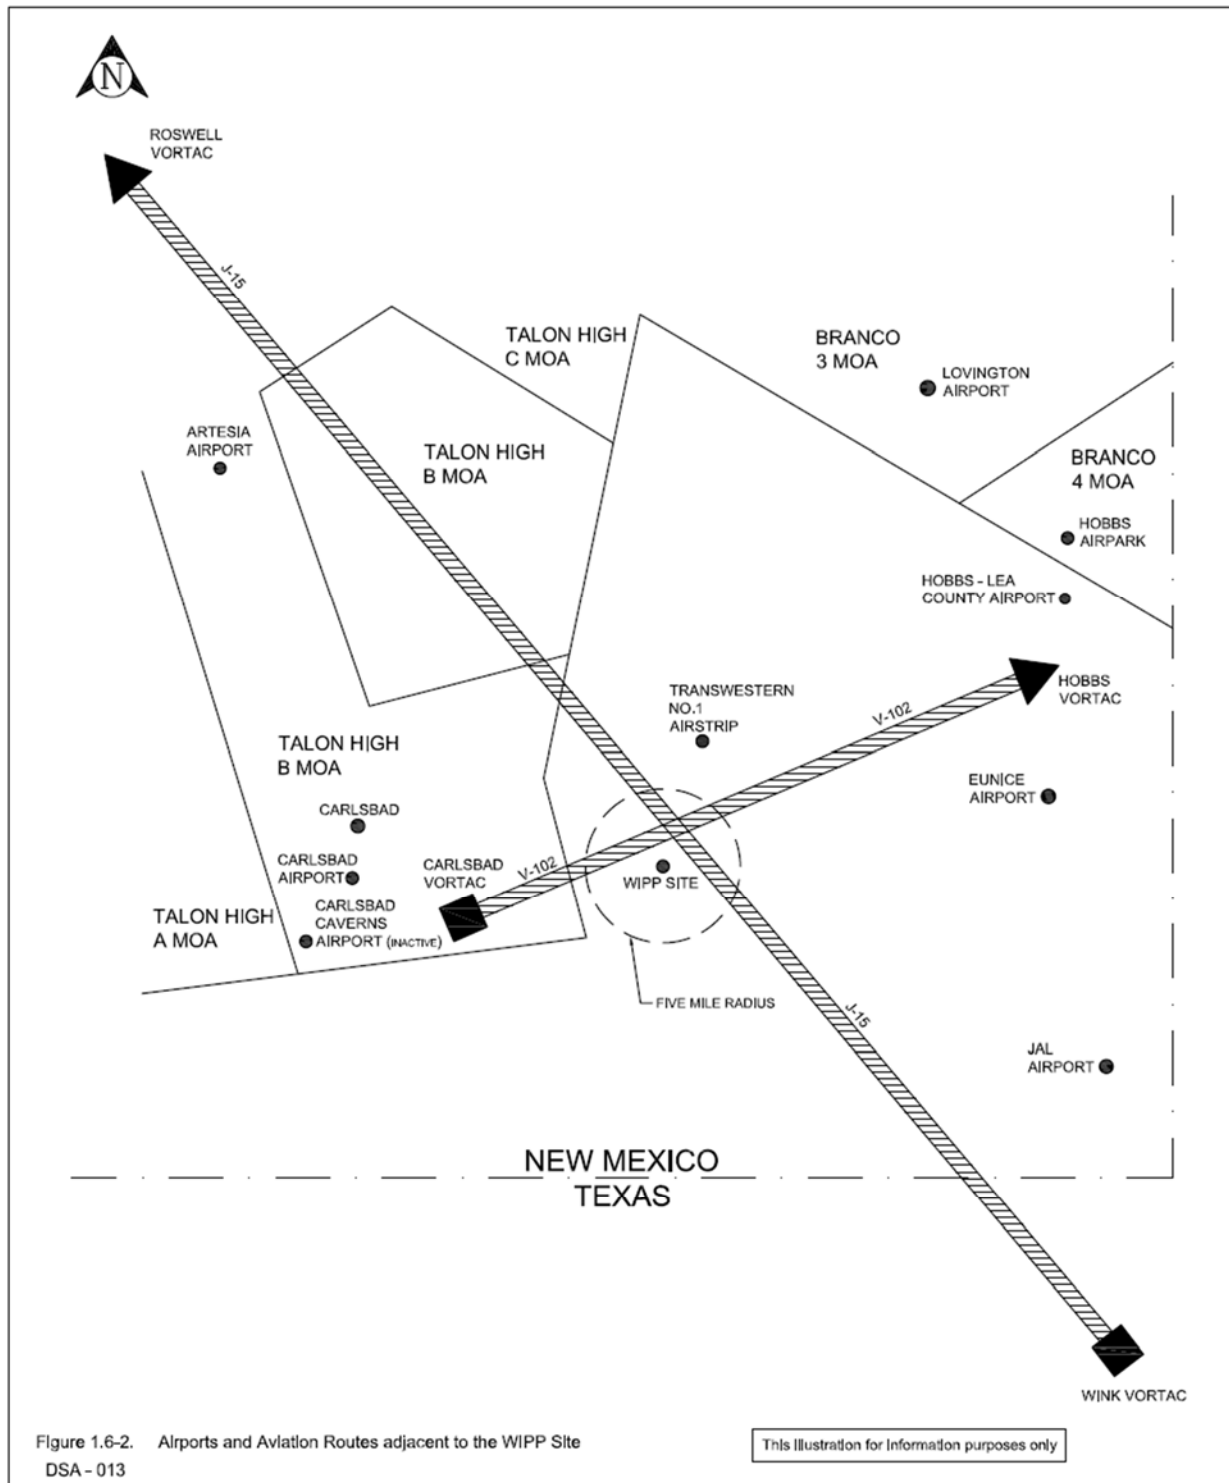 N
ROSWELL
VORTAC
J-15
TALON HIGH
C MOA
BRANCO
3 MOA
LOVINGTON
AIRPORT
ARTESIA
AIRPORT
TALON HIGH
B MOA
BRANCO
4 MOA
HOBBS
AIRPARK
HOBBS - LEA
COUNTY AIRPORT
TRANSWESTERN
NO.1
AIRSTRIP
HOBBS
VORTAC
V-102
TALON HIGH
B MOA
EUNICE
AIRPORT
CARLSBAD
CARLSBAD
AIRPORT
CARLSBAD
VORTAC
V-102
WIPP SITE
TALON HIGH
A MOA
CARLSBAD
CAVERNS
AIRPORT (INACTIVE)
FIVE MILE RADIUS
J-15
JAL
AIRPORT
NEW MEXICO
TEXAS
WINK VORTAC
Figure 1.6-2. Airports and Aviation Routes adjacent to the WIPP Site
DSA - 013
This illustration for information purposes only